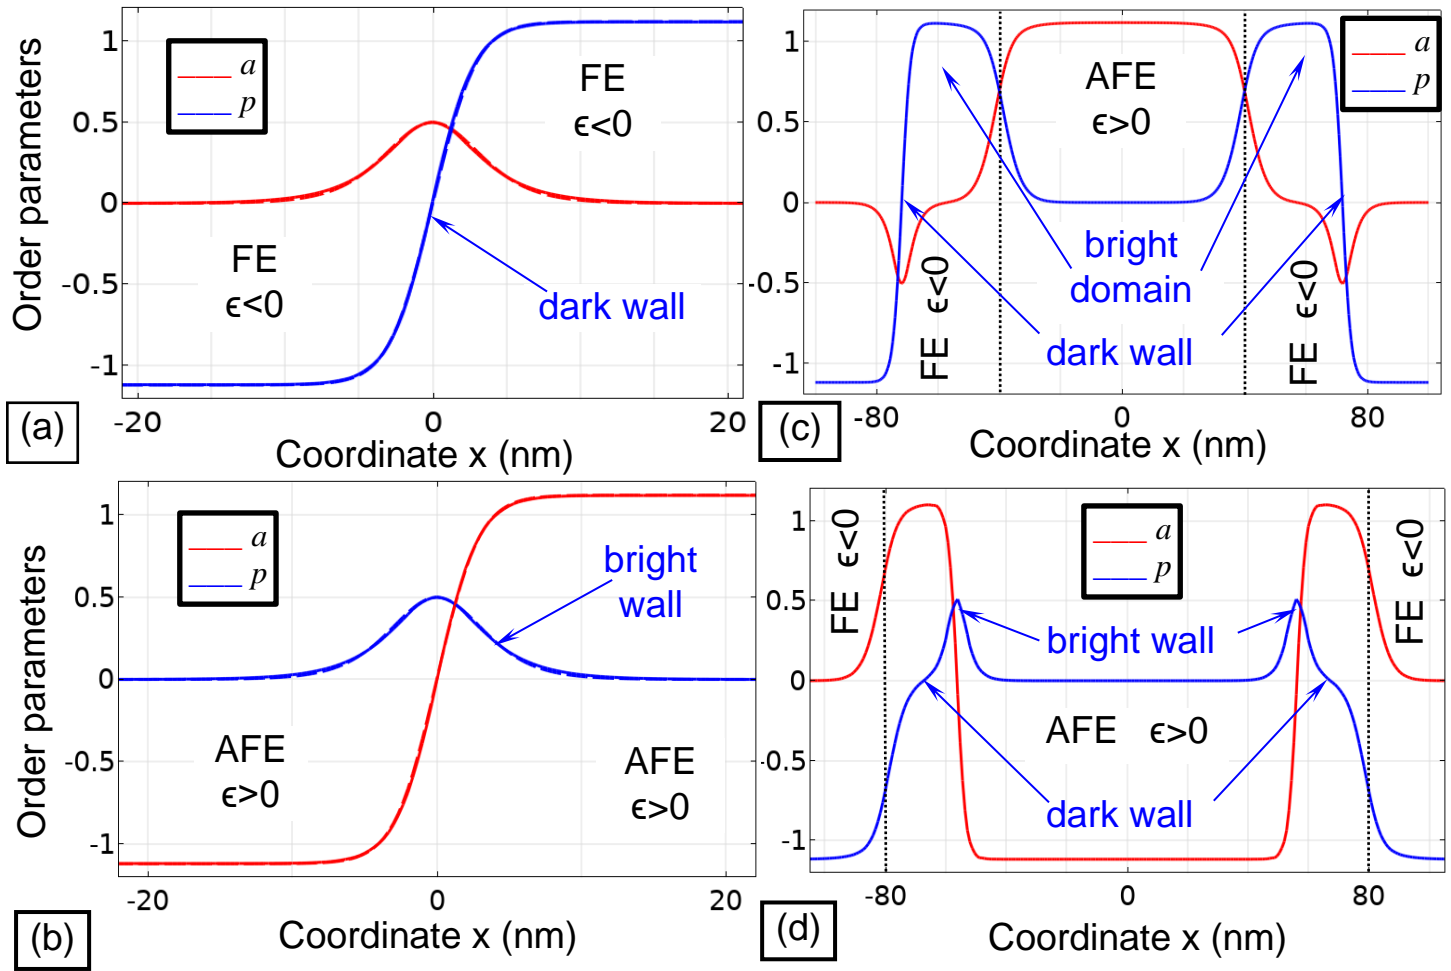 Order parameters
1
0.5
0
-0.5
-1
a
p
FE
ϵ<0
FE
ϵ<0
dark wall
-20
0
20
(a)
Coordinate x (nm)
1
0.5
0
-0.5
-1
a
p
AFE
ϵ>0
bright
domain
dark wall
FE ϵ<0
FE ϵ<0
-80
0
80
(c)
Coordinate x (nm)
Order parameters
1
0.5
0
-0.5
-1
a
p
bright
wall
AFE
ϵ>0
AFE
ϵ>0
-20
0
20
(b)
Coordinate x (nm)
1
0.5
0
-0.5
-1
FE ϵ<0
a
p
FE ϵ<0
bright wall
AFE ϵ>0
dark wall
-80
0
80
(d)
Coordinate x (nm)